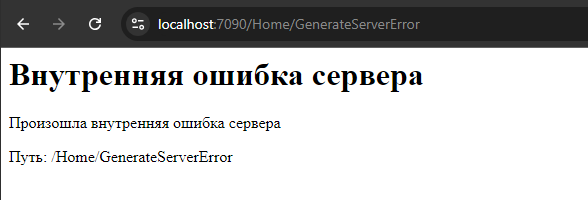 localhost:7090/Home/GenerateServerError
Внутренняя ошибка сервера
Произошла внутренняя ошибка сервера
Путь: /Home/GenerateServerError